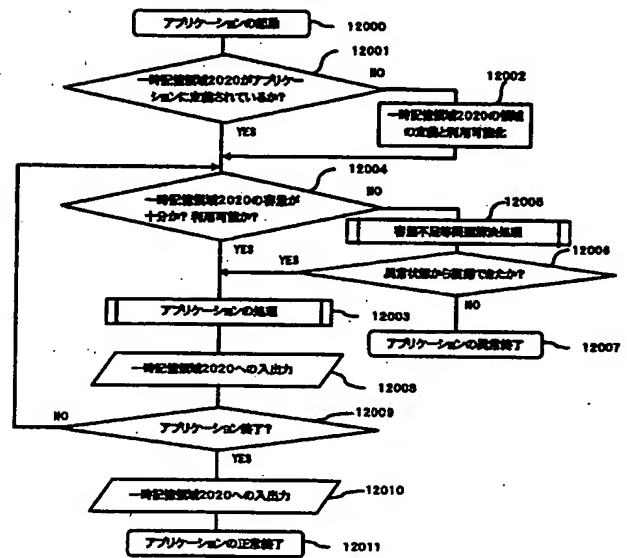 アプリケーションの起動
12000
12001
一時記憶領域2020がアプリケー
ションに定義されているか?
NO
12002
一時記憶領域2020の領域
の定義と利用可能化
YES
12004
一時記憶領域2020の容量が
十分か? 利用可能か?
NO
12005
容量不足等問題解決処理
YES
YES
12006
異常状態から復帰できたか?
NO
アプリケーションの処理
12003
アプリケーションの異常終了
12007
一時記憶領域2020への入出力
12008
NO
12009
アプリケーション終了?
YES
一時記憶領域2020への入出力
12010
アプリケーションの正常終了
12011